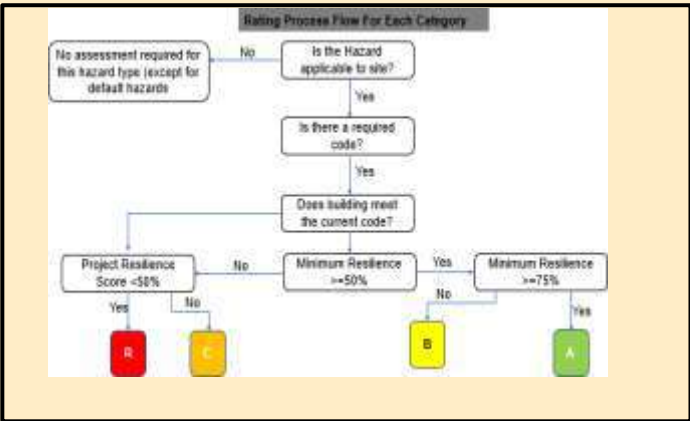 Rating Process Flow For Each Category
No assessment required for
this hazard type (except for
default hazards
No
Is the Hazard
applicable to site?
Yes
Is there a required
code?
Yes
Does building meet
the current code?
Project Resilience
Score <50%
No
Minimum Resilience
>=50%
Yes
Minimum Resilience
>=75%
Yes
No
No
Yes
R
C
B
A